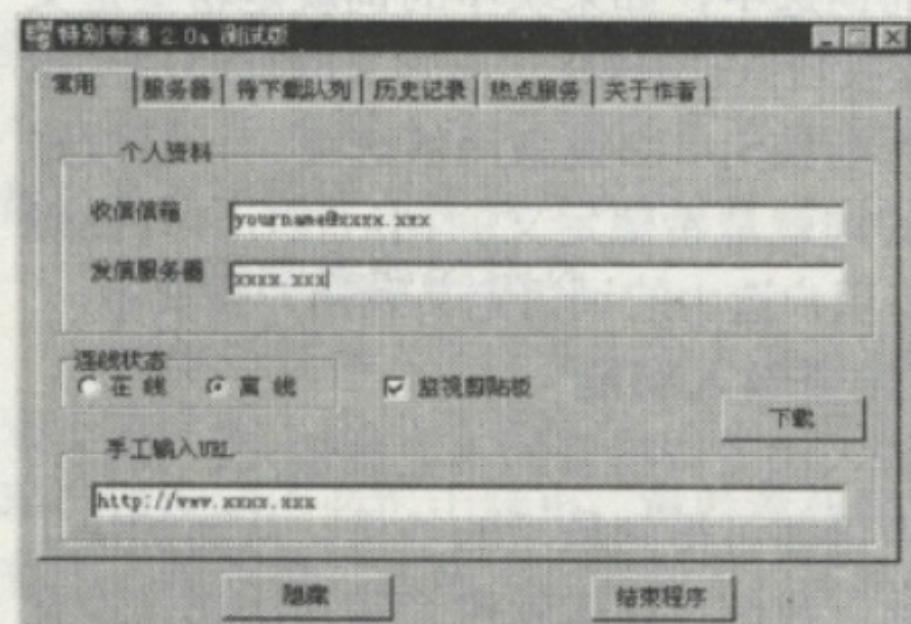 特别专递 2.0a 测试版
常用 服务器 待下载队列 历史记录 热点服务 关于作者
个人资料
收信信箱 yourname@xxxx.xxx
发信服务器 xxxx.xxx
连线状态
在 线 离 线 监视剪贴板
下载
手工输入URL
http://www.xxxx.xxx
隐藏 结束程序